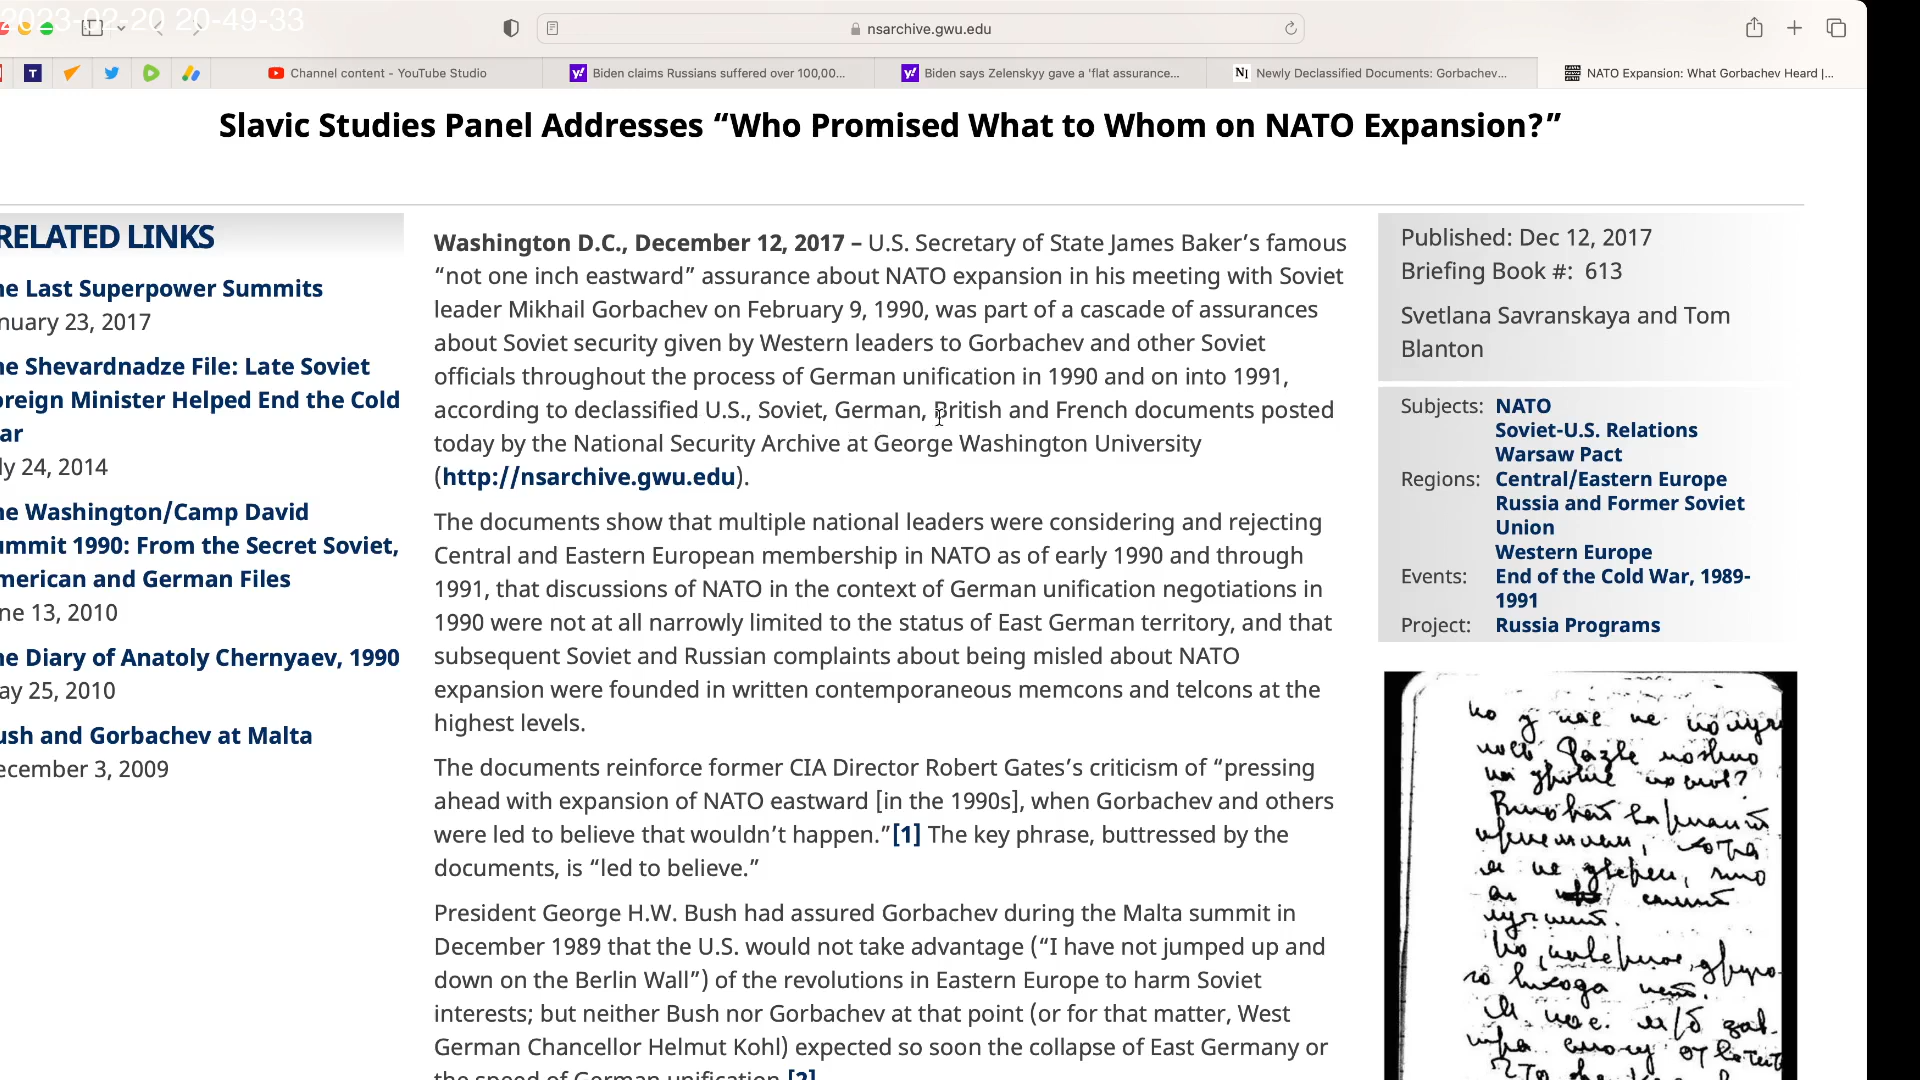 2023-02-20 20-49-33
nsarchive.gwu.edu
T
Channel content - YouTube Studio
y! Biden claims Russians suffered over 100,00...
y! Biden says Zelenskyy gave a 'flat assurance...
N Newly Declassified Documents: Gorbachev...
NATO Expansion: What Gorbachev Heard |...
Slavic Studies Panel Addresses “Who Promised What to Whom on NATO Expansion?”
RELATED LINKS
he Last Superpower Summits
nuary 23, 2017
he Shevardnadze File: Late Soviet
oreign Minister Helped End the Cold
ar
ly 24, 2014
he Washington/Camp David
ummit 1990: From the Secret Soviet,
merican and German Files
ne 13, 2010
he Diary of Anatoly Chernyaev, 1990
ay 25, 2010
ush and Gorbachev at Malta
ecember 3, 2009
Washington D.C., December 12, 2017 – U.S. Secretary of State James Baker’s famous
“not one inch eastward” assurance about NATO expansion in his meeting with Soviet
leader Mikhail Gorbachev on February 9, 1990, was part of a cascade of assurances
about Soviet security given by Western leaders to Gorbachev and other Soviet
officials throughout the process of German unification in 1990 and on into 1991,
according to declassified U.S., Soviet, German, British and French documents posted
today by the National Security Archive at George Washington University
(http://nsarchive.gwu.edu).
The documents show that multiple national leaders were considering and rejecting
Central and Eastern European membership in NATO as of early 1990 and through
1991, that discussions of NATO in the context of German unification negotiations in
1990 were not at all narrowly limited to the status of East German territory, and that
subsequent Soviet and Russian complaints about being misled about NATO
expansion were founded in written contemporaneous memcons and telcons at the
highest levels.
The documents reinforce former CIA Director Robert Gates’s criticism of “pressing
ahead with expansion of NATO eastward [in the 1990s], when Gorbachev and others
were led to believe that wouldn’t happen.”[1] The key phrase, buttressed by the
documents, is “led to believe.”
President George H.W. Bush had assured Gorbachev during the Malta summit in
December 1989 that the U.S. would not take advantage (“I have not jumped up and
down on the Berlin Wall”) of the revolutions in Eastern Europe to harm Soviet
interests; but neither Bush nor Gorbachev at that point (or for that matter, West
German Chancellor Helmut Kohl) expected so soon the collapse of East Germany or
the speed of German unification.[2]
Published: Dec 12, 2017
Briefing Book #: 613
Svetlana Savranskaya and Tom
Blanton
Subjects: NATO
Soviet-U.S. Relations
Warsaw Pact
Regions: Central/Eastern Europe
Russia and Former Soviet
Union
Western Europe
Events: End of the Cold War, 1989-
1991
Project: Russia Programs